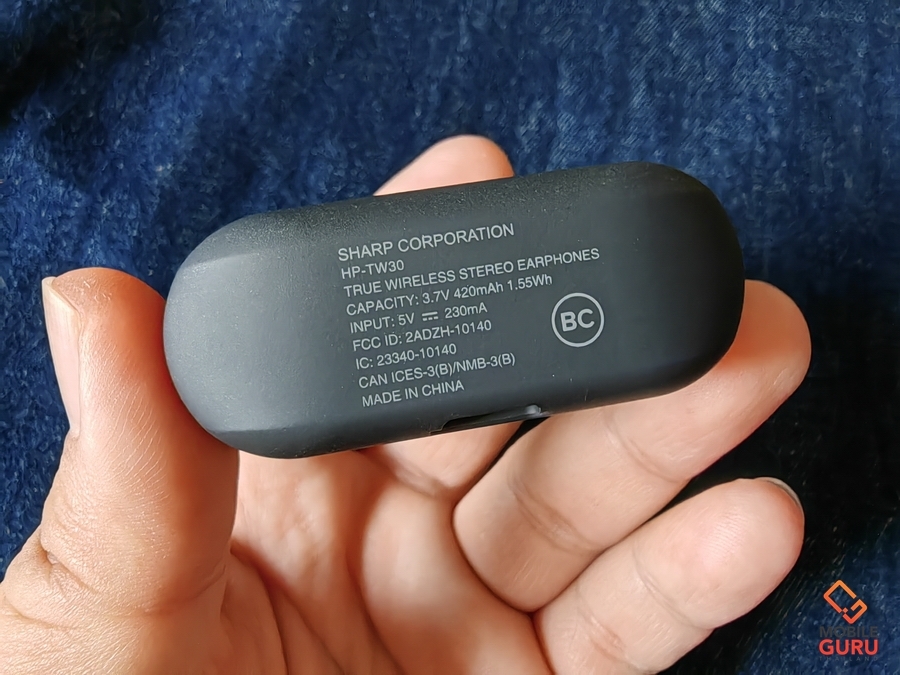 SHARP CORPORATION
HP-TW30
TRUE WIRELESS STEREO EARPHONES
CAPACITY: 3.7V 420mAh 1.55Wh
INPUT: 5V ⎓ 230mA
FCC ID: 2ADZH-10140
IC: 23340-10140
CAN ICES-3(B)/NMB-3(B)
MADE IN CHINA
BC
MOBILE
GURU